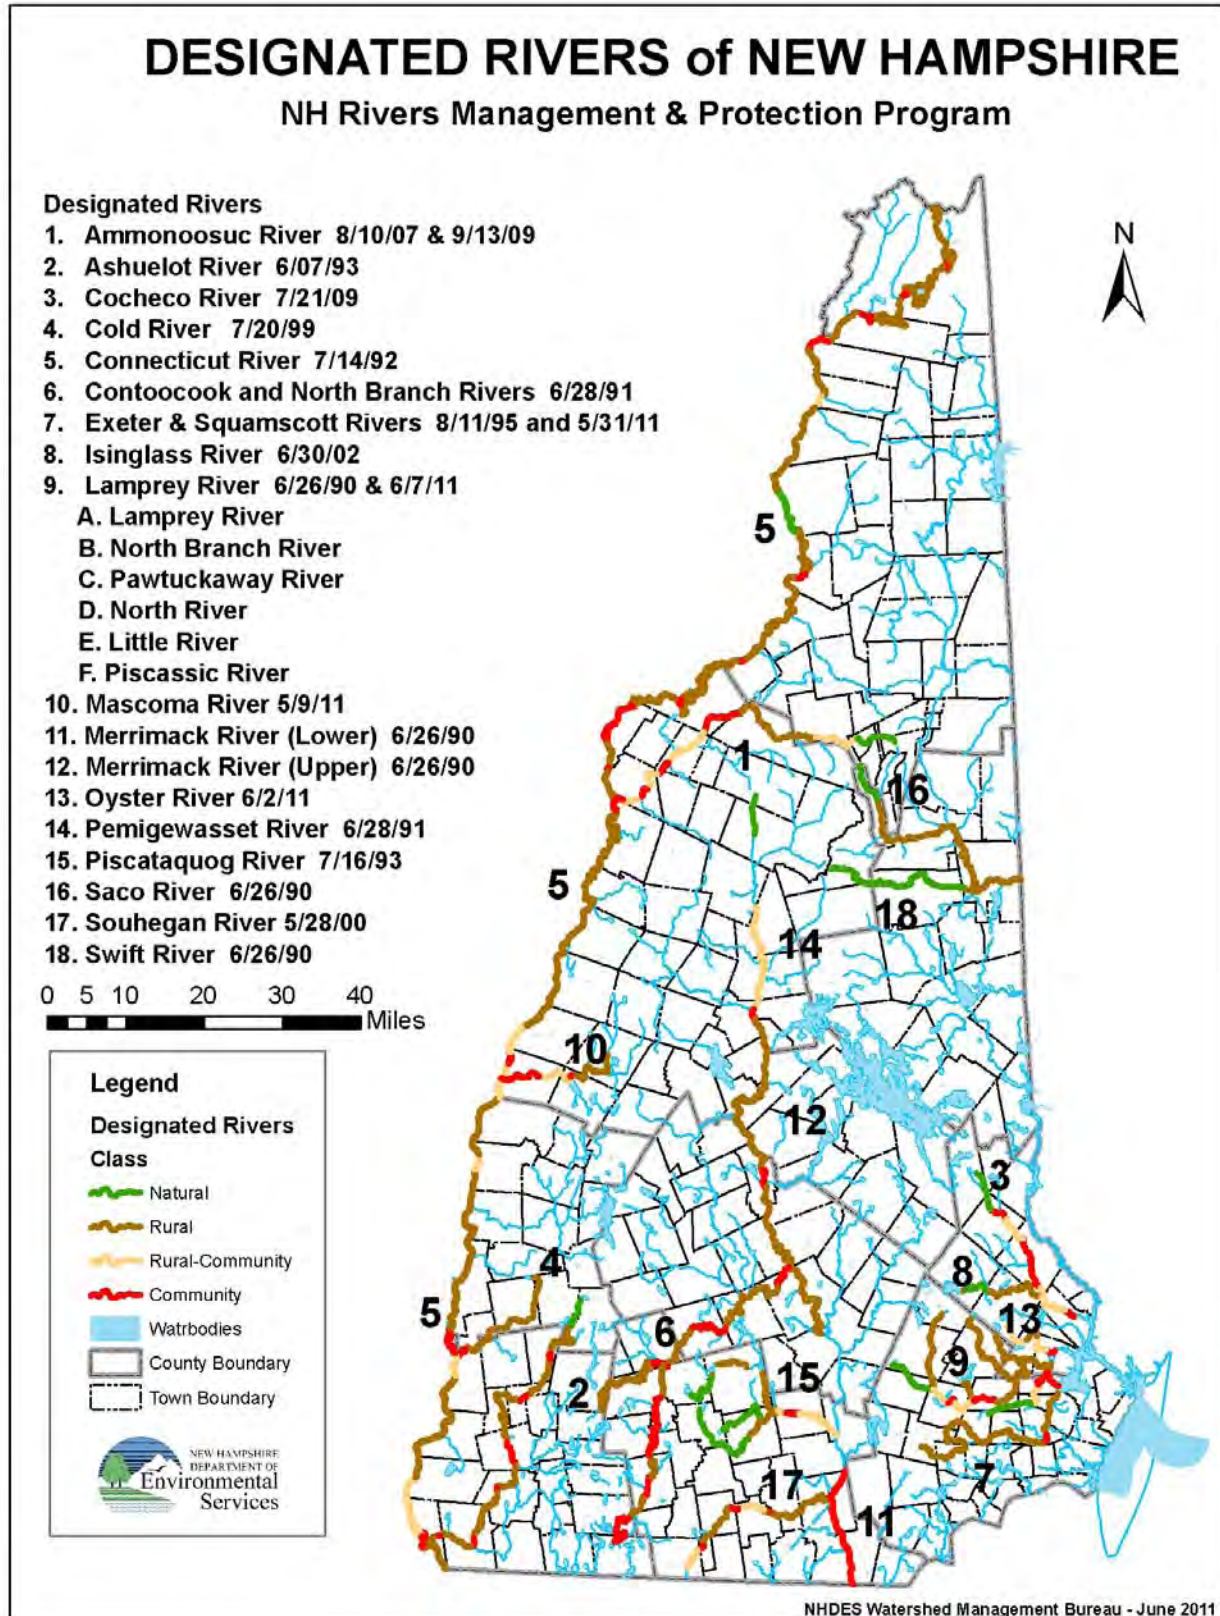 DESIGNATED RIVERS of NEW HAMPSHIRE
NH Rivers Management & Protection Program
Designated Rivers
1. Ammonoosuc River 8/10/07 & 9/13/09
2. Ashuelot River 6/07/93
3. Cocheco River 7/21/09
4. Cold River 7/20/99
5. Connecticut River 7/14/92
6. Contoocook and North Branch Rivers 6/28/91
7. Exeter & Squamscott Rivers 8/11/95 and 5/31/11
8. Isinglass River 6/30/02
9. Lamprey River 6/26/90 & 6/7/11
A. Lamprey River
B. North Branch River
C. Pawtuckaway River
D. North River
E. Little River
F. Piscassic River
10. Mascoma River 5/9/11
11. Merrimack River (Lower) 6/26/90
12. Merrimack River (Upper) 6/26/90
13. Oyster River 6/2/11
14. Pemigewasset River 6/28/91
15. Piscataquog River 7/16/93
16. Saco River 6/26/90
17. Souhegan River 5/28/00
18. Swift River 6/26/90
0 5 10 20 30 40
Miles
Legend
Designated Rivers
Class
Natural
Rural
Rural-Community
Community
Watrbodies
County Boundary
Town Boundary
NEW HAMPSHIRE
DEPARTMENT OF
Environmental
Services
N
5
1
16
5
18
14
10
12
3
4
8
5
13
6
9
2
15
7
17
11
NHDES Watershed Management Bureau - June 2011